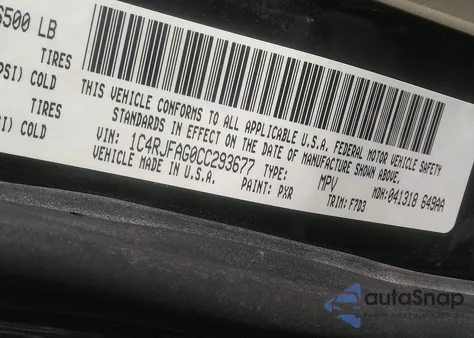 6500 LB
TIRES
PSI) COLD
TIRES
SI) COLD
THIS VEHICLE CONFORMS TO ALL APPLICABLE U.S.A. FEDERAL MOTOR VEHICLE SAFETY
STANDARDS IN EFFECT ON THE DATE OF MANUFACTURE SHOWN ABOVE.
VIN: 1C4RJFAG0CC293677 TYPE: MPV MDH:041318 649AA
VEHICLE MADE IN U.S.A. PAINT: PXR TRIM: F7D3
autoSnap